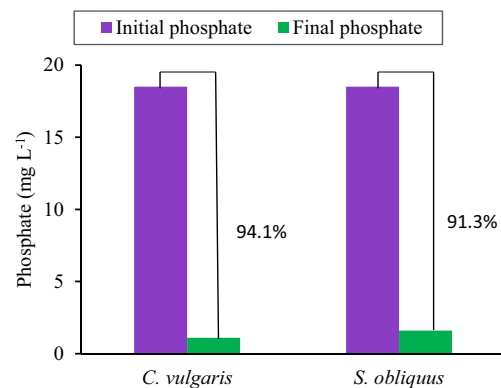 Initial phosphate Final phosphate
Phosphate (mg L⁻¹)
20
15
10
5
0
94.1%
91.3%
C. vulgaris S. obliquus